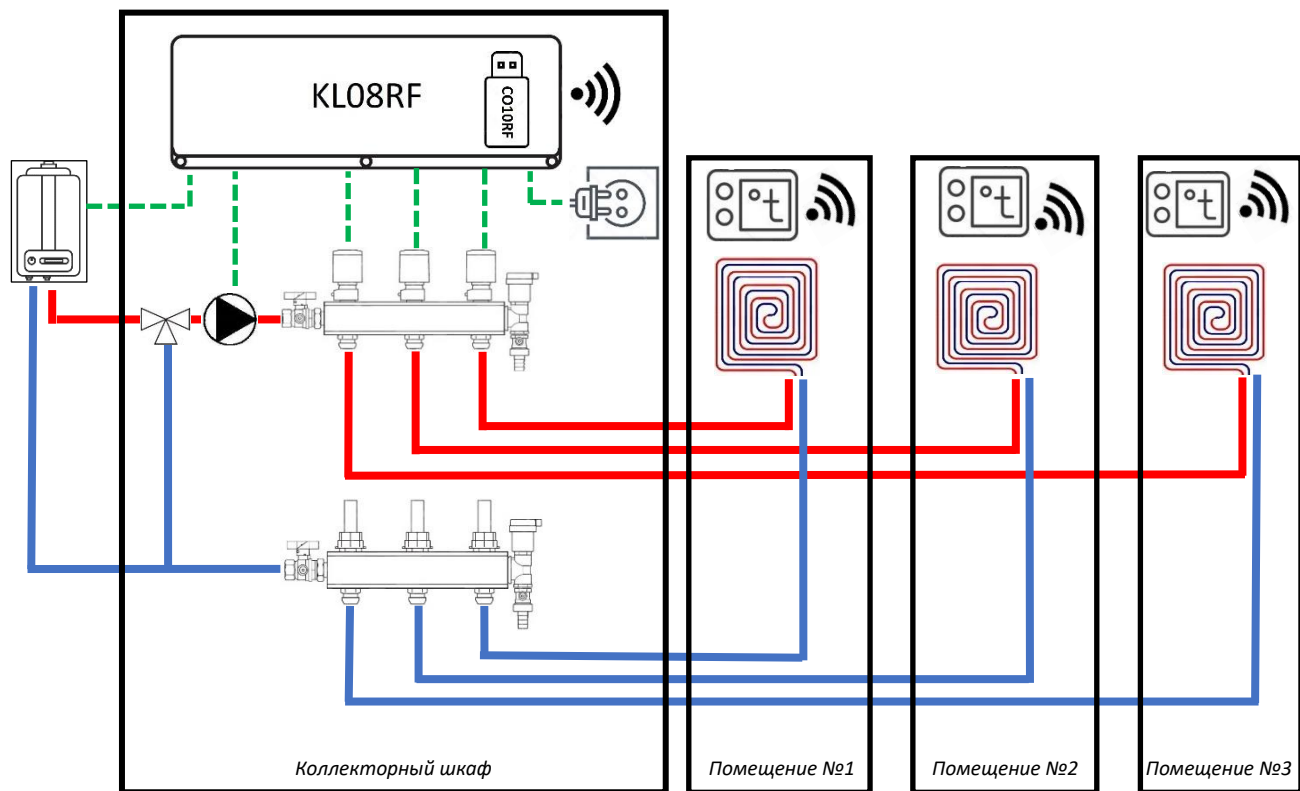 KL08RF
CO10RF
°t
°t
°t
Коллекторный шкаф
Помещение №1
Помещение №2
Помещение №3